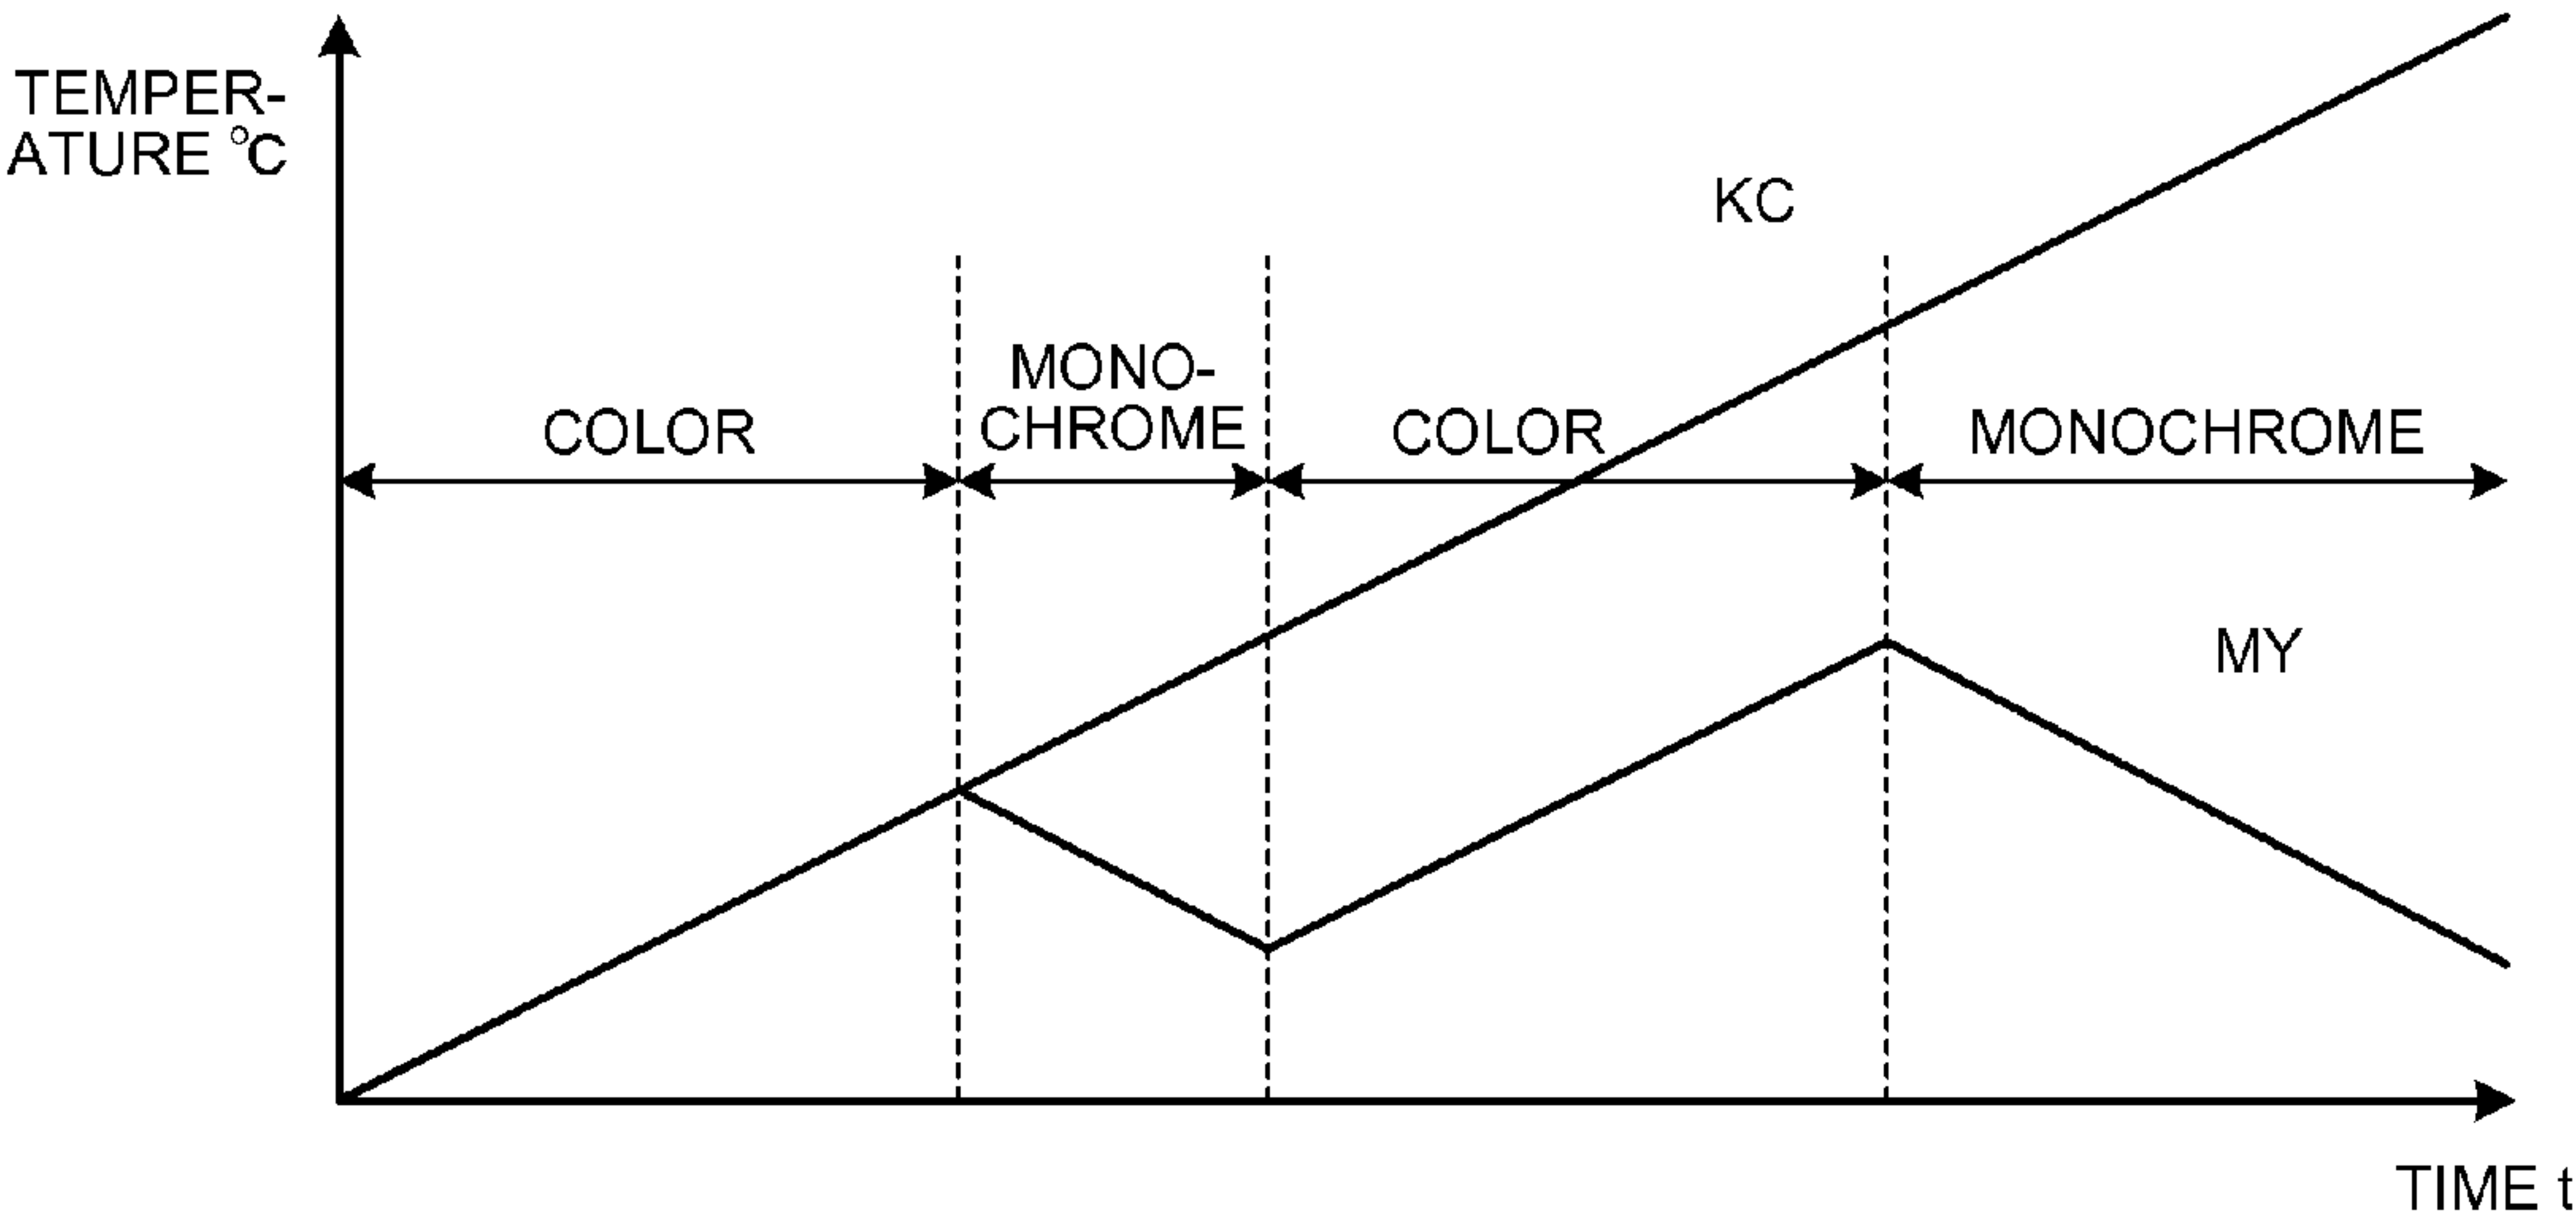 TEMPER-
ATURE °C
KC
MONO-
CHROME
COLOR
COLOR
MONOCHROME
MY
TIME t